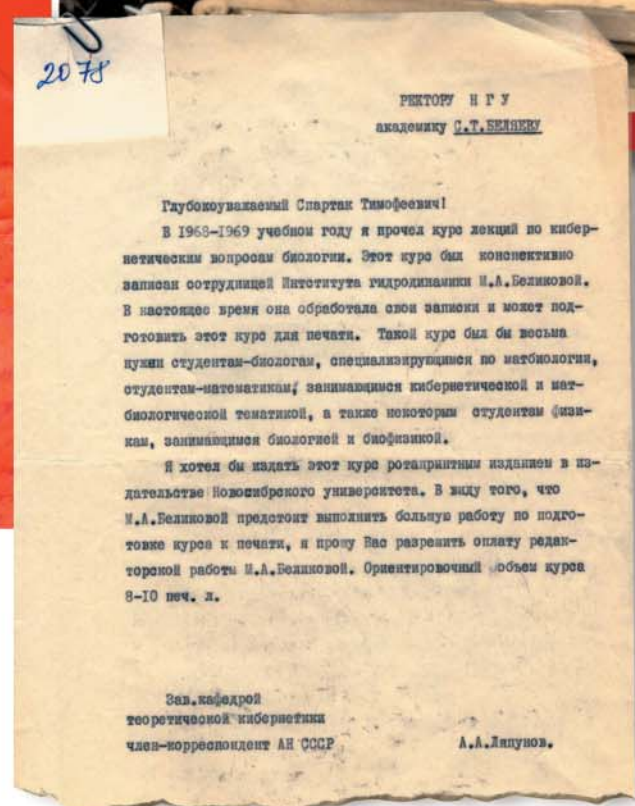 2078
РЕКТОРУ Н Г У
академику С.Т.БЕЛЯЕВУ
Глубокоуважаемый Спартак Тимофеевич!
В 1968-1969 учебном году я прочел курс лекций по кибер-
нетическим вопросам биологии. Этот курс был конспективно
записан сотрудницей Интститута гидродинамики М.А.Беликовой.
В настоящее время она обработала свои записки и может под-
готовить этот курс для печати. Такой курс был бы весьма
нужен студентам-биологам, специализирующимся по матбиологии,
студентам-математикам, занимающимся кибернетической и мат-
биологической тематикой, а также некоторым студентам физи-
кам, занимающимся биологией и биофизикой.
Я хотел бы издать этот курс ротапринтным изданием в из-
дательстве Новосибрского университета. В виду того, что
М.А.Беликовой предстоит выполнить большую работу по подго-
товке курса к печати, я прошу Вас разрешить оплату редак-
торской работы М.А.Беликовой. Ориентировочный объем курса
8-10 печ. л.
Зав.кафедрой
теоретической кибернетики
член-корреспондент АН СССР А.А.Ляпунов.